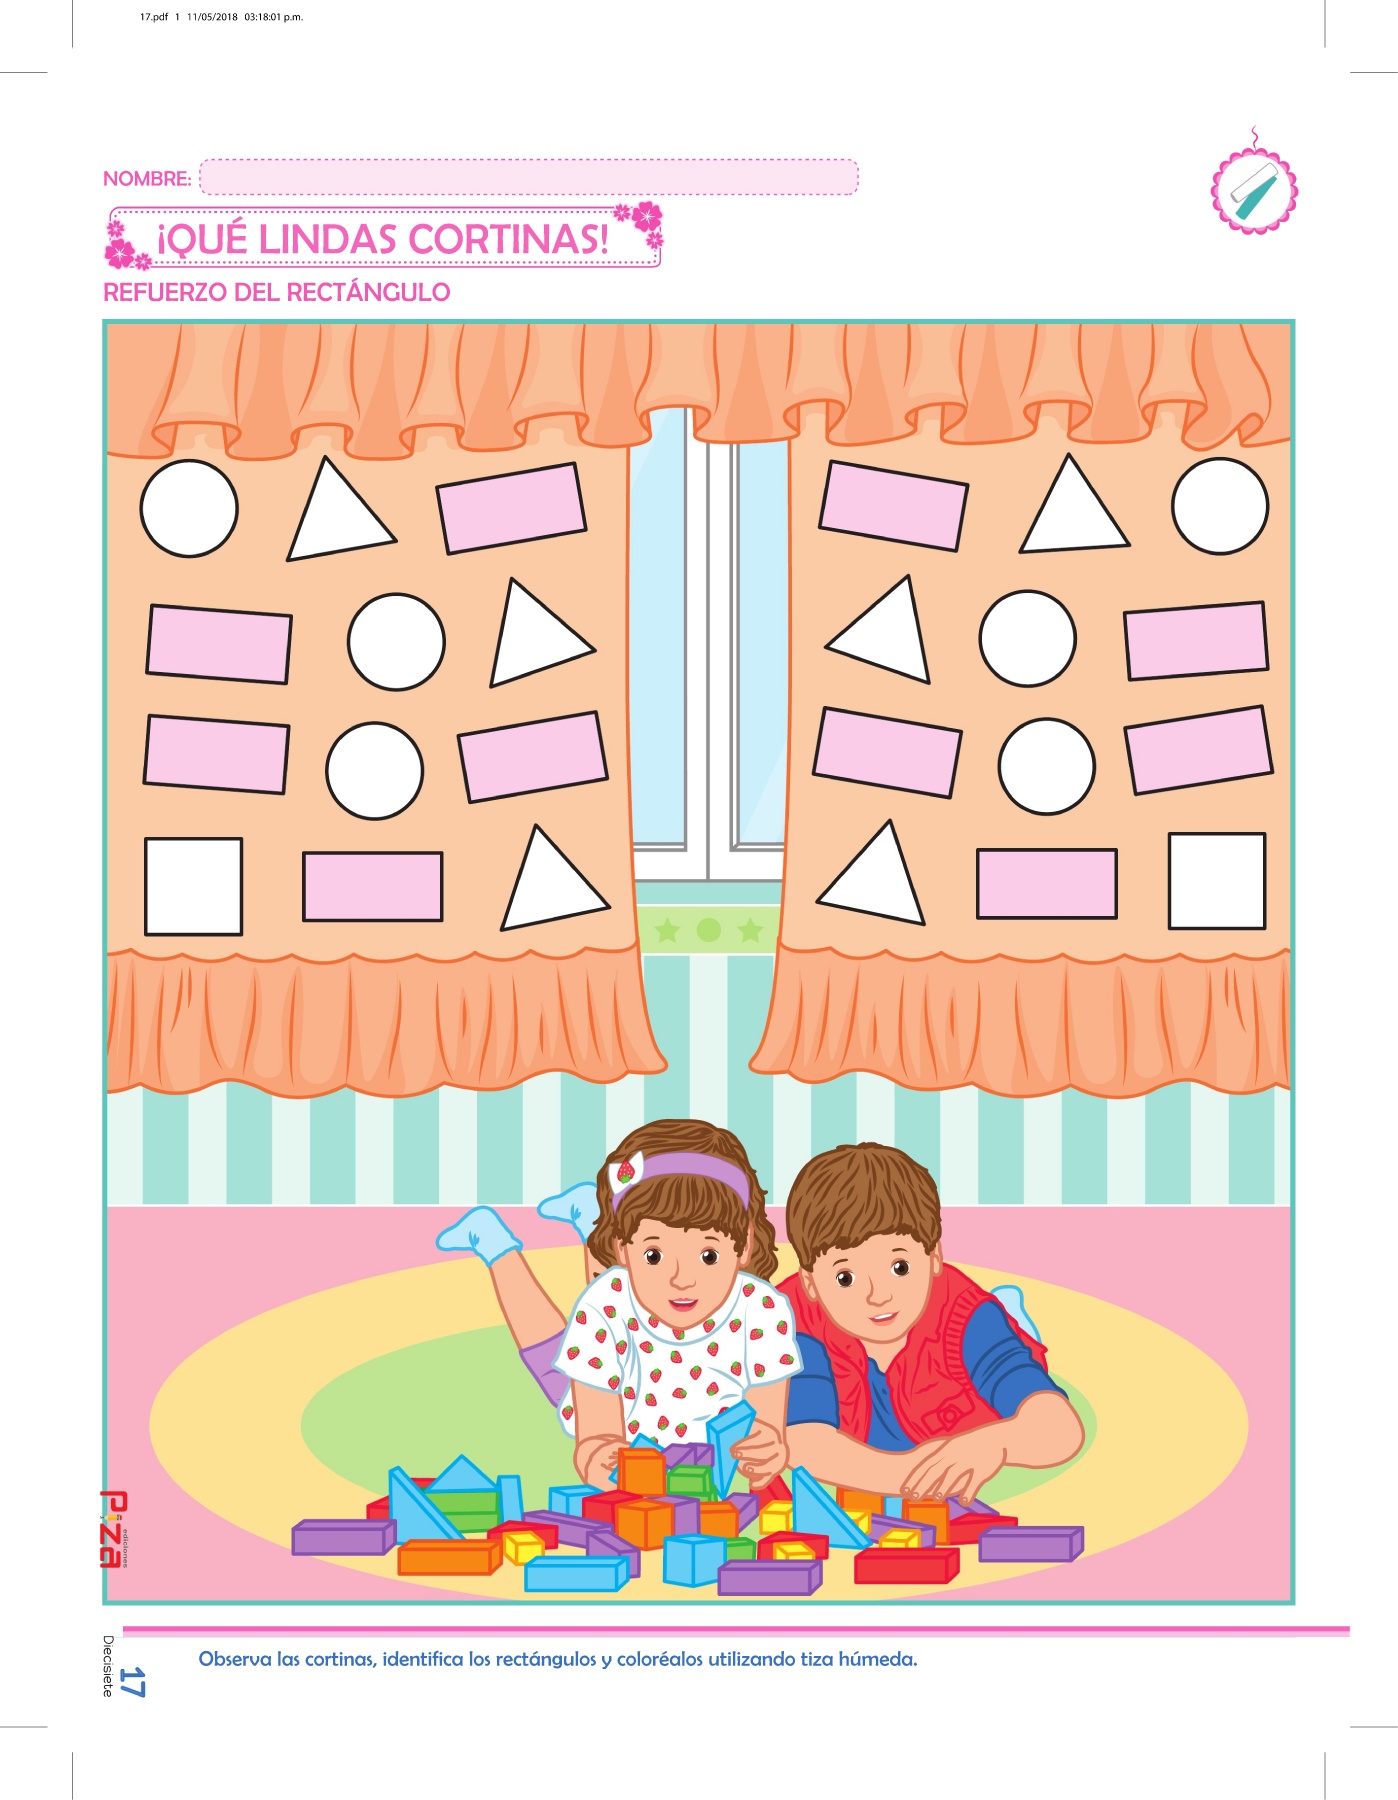 17.pdf 1 11/05/2018 03:18:01 p.m.
NOMBRE:
¡QUÉ LINDAS CORTINAS!
REFUERZO DEL RECTÁNGULO
piza
ediciones
Observa las cortinas, identifica los rectángulos y coloréalos utilizando tiza húmeda.
17
Diecisiete